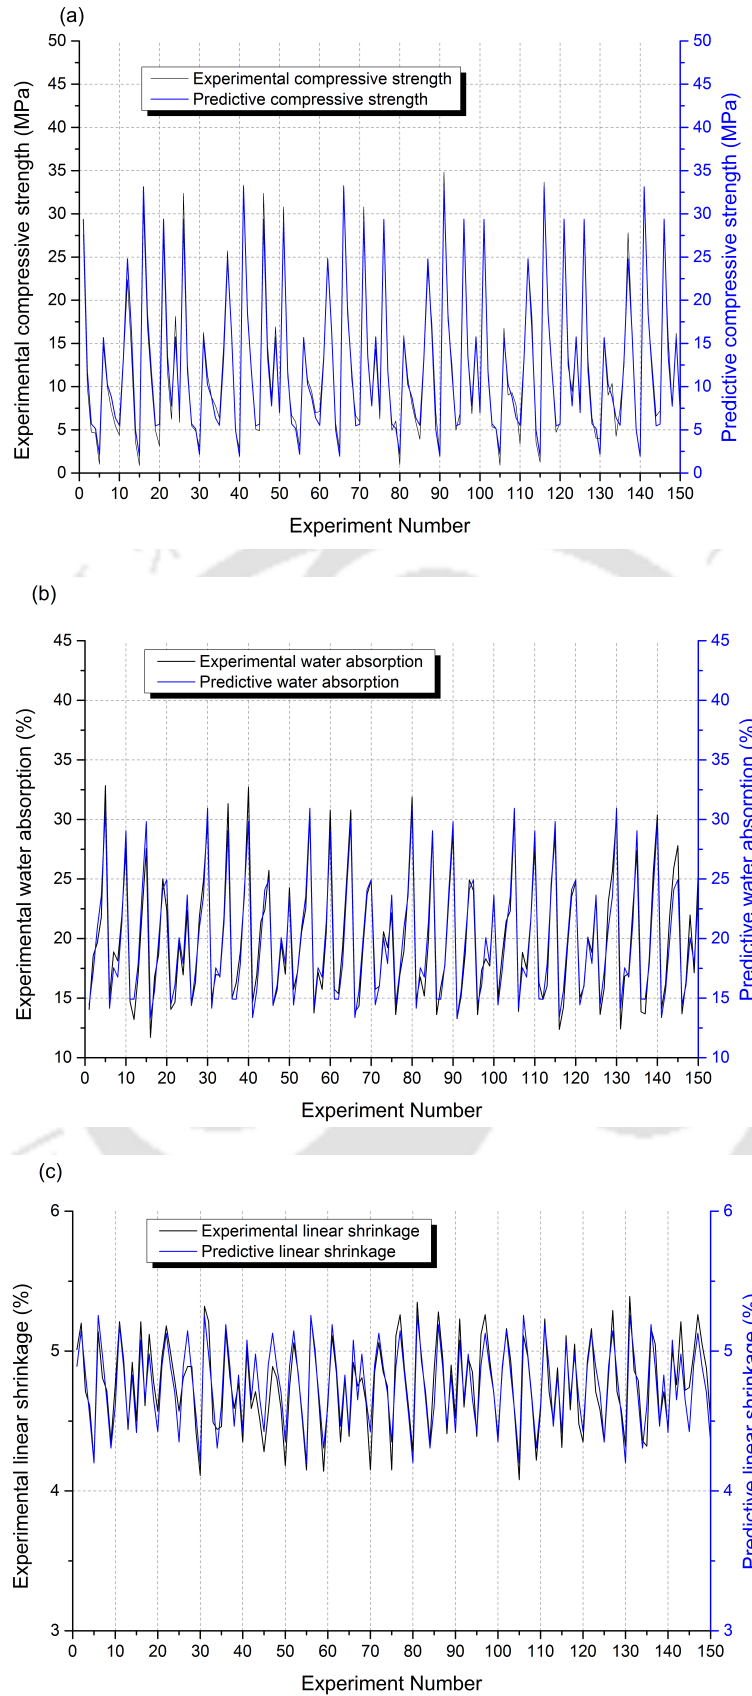 (a)
50
50
45
45
40
40
35
35
30
30
25
25
20
20
15
15
10
10
5
5
0
0
Experimental compressive strength
Predictive compressive strength
Experimental compressive strength (MPa)
Predictive compressive strength (MPa)
0 10 20 30 40 50 60 70 80 90 100 110 120 130 140 150
Experiment Number
(b)
45
45
40
40
35
35
30
30
25
25
20
20
15
15
10
10
Experimental water absorption
Predictive water absorption
Experimental water absorption (%)
Predictive water absorption (%)
0 10 20 30 40 50 60 70 80 90 100 110 120 130 140 150
Experiment Number
(c)
6
6
5
5
4
4
3
3
Experimental linear shrinkage
Predictive linear shrinkage
Experimental linear shrinkage (%)
Predictive linear shrinkage (%)
0 10 20 30 40 50 60 70 80 90 100 110 120 130 140 150
Experiment Number